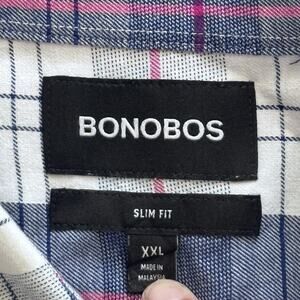 BONOBOS
SLIM FIT
XXL
MADE IN
MALAYSIA